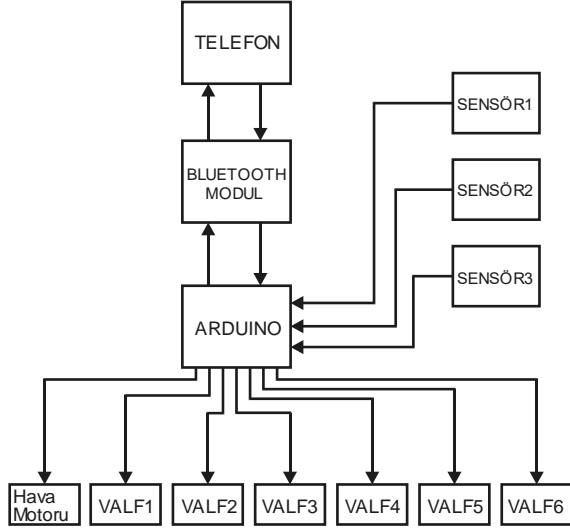 TELEFON
BLUETOOTH
MODUL
SENSÖR1
SENSÖR2
SENSÖR3
ARDUINO
Hava
Motoru
VALF1
VALF2
VALF3
VALF4
VALF5
VALF6